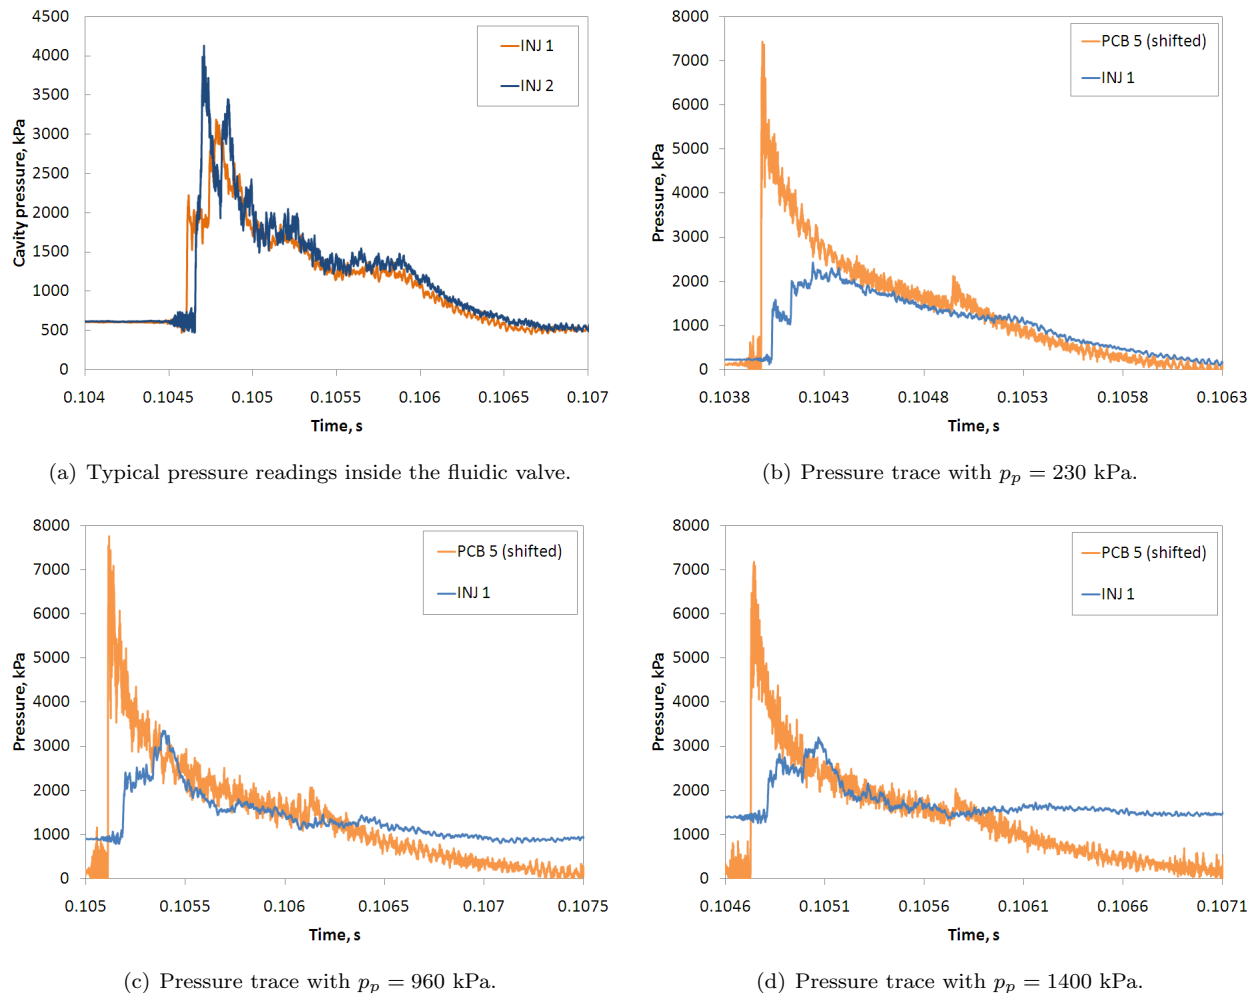 4500
4000
3500
3000
2500
2000
1500
1000
500
0
Cavity pressure, kPa
INJ 1
INJ 2
0.104 0.1045 0.105 0.1055 0.106 0.1065 0.107
Time, s
(a) Typical pressure readings inside the fluidic valve.
8000
7000
6000
5000
4000
3000
2000
1000
0
Pressure, kPa
PCB 5 (shifted)
INJ 1
0.1038 0.1043 0.1048 0.1053 0.1058 0.1063
Time, s
(b) Pressure trace with pp = 230 kPa.
8000
7000
6000
5000
4000
3000
2000
1000
0
Pressure, kPa
PCB 5 (shifted)
INJ 1
0.105 0.1055 0.106 0.1065 0.107 0.1075
Time, s
(c) Pressure trace with pp = 960 kPa.
8000
7000
6000
5000
4000
3000
2000
1000
0
Pressure, kPa
PCB 5 (shifted)
INJ 1
0.1046 0.1051 0.1056 0.1061 0.1066 0.1071
Time, s
(d) Pressure trace with pp = 1400 kPa.